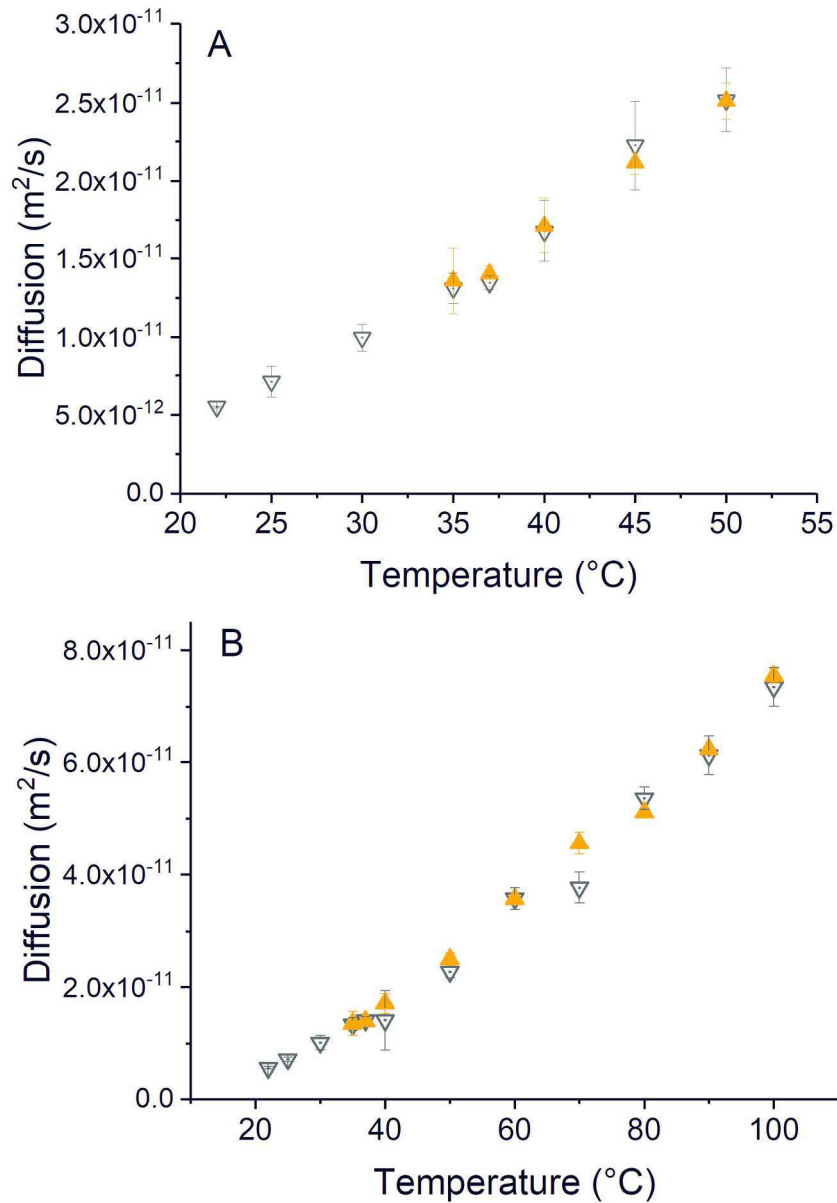 A
3.0x10⁻¹¹
2.5x10⁻¹¹
2.0x10⁻¹¹
1.5x10⁻¹¹
1.0x10⁻¹¹
5.0x10⁻¹²
0.0
Diffusion (m²/s)
20 25 30 35 40 45 50 55
Temperature (°C)
B
8.0x10⁻¹¹
6.0x10⁻¹¹
4.0x10⁻¹¹
2.0x10⁻¹¹
0.0
Diffusion (m²/s)
20 40 60 80 100
Temperature (°C)